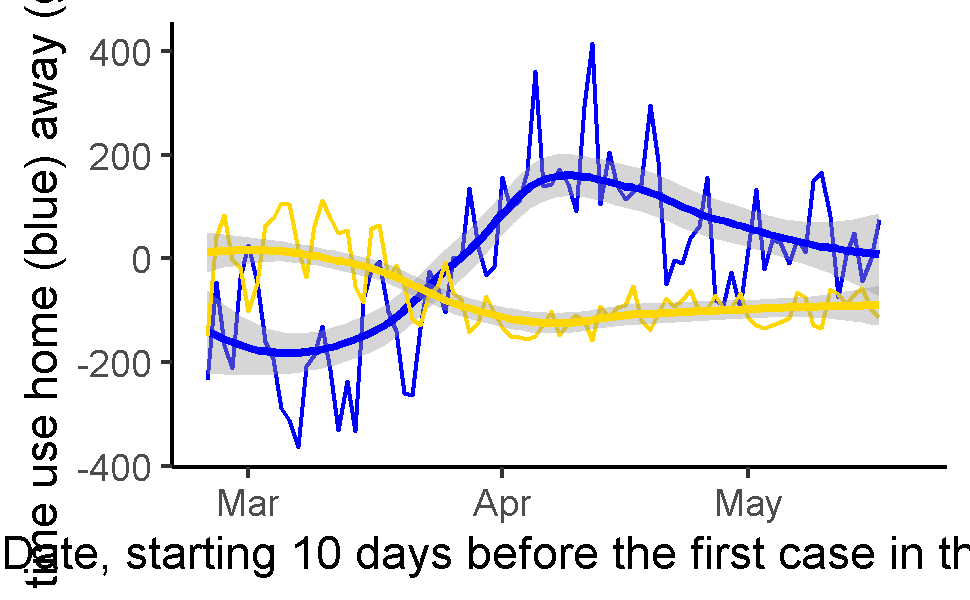 time use home (blue) away (
400
200
0
-200
-400
Mar Apr May
Date, starting 10 days before the first case in th